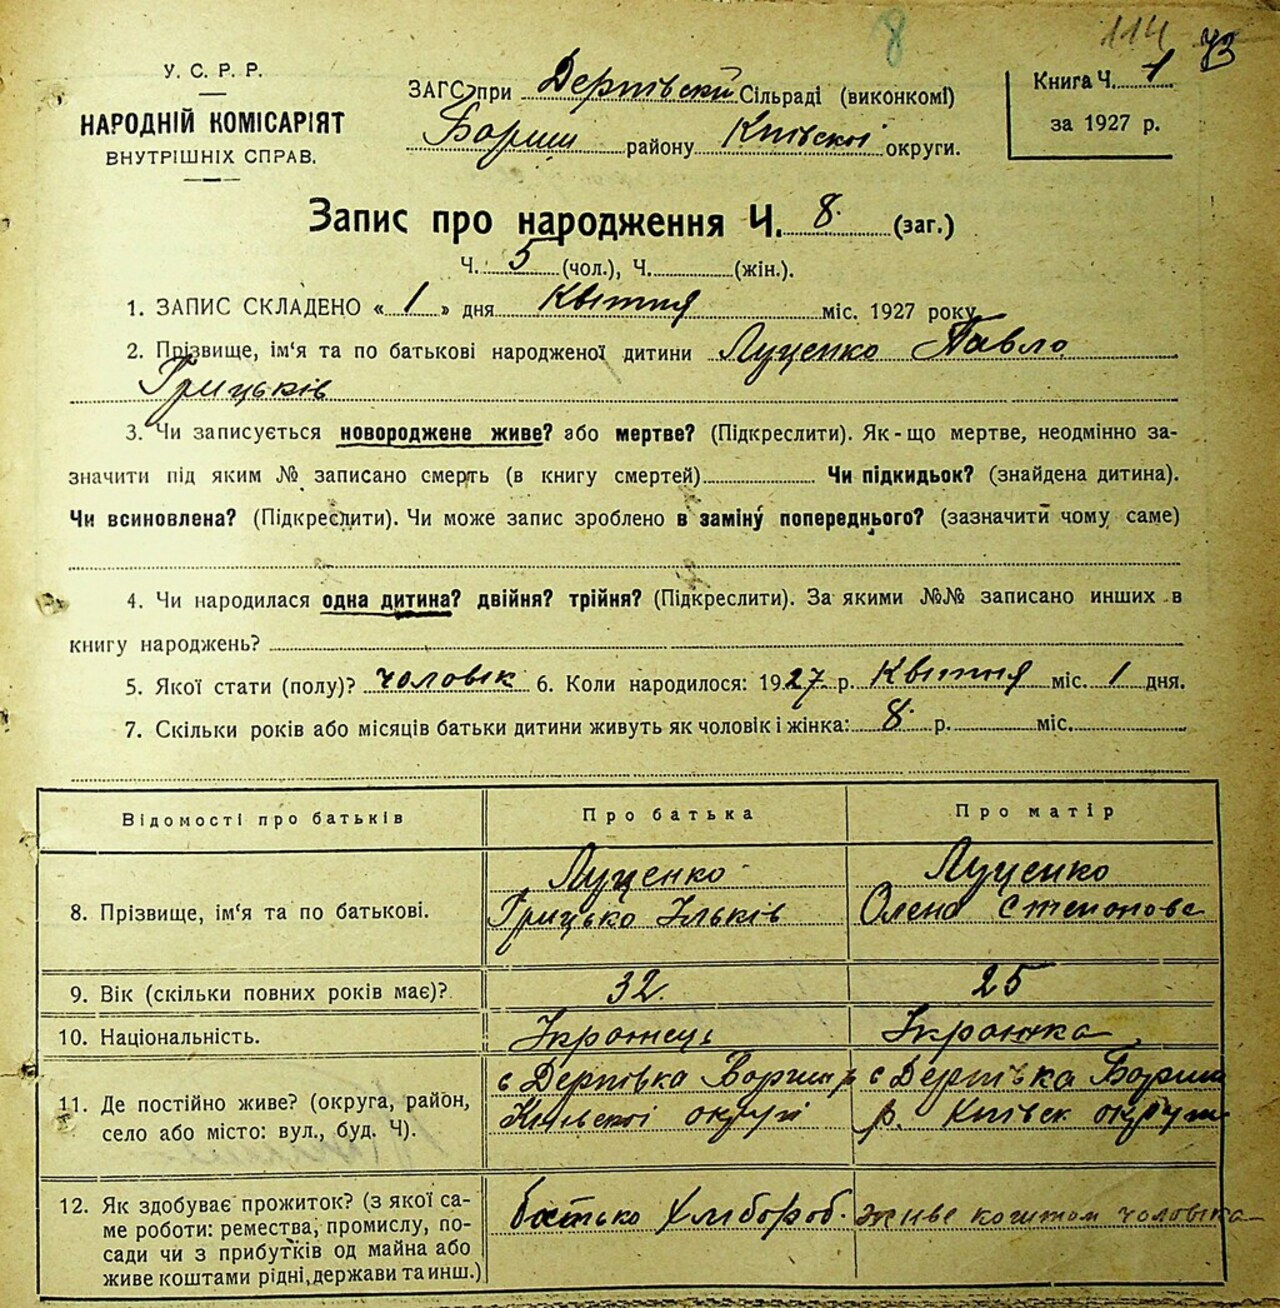 8 114 73
У. С. Р. Р.
НАРОДНІЙ КОМІСАРІЯТ
ВНУТРІШНІХ СПРАВ.
ЗАГС при Дертівськ Сільраді (виконкомі)
Бориш району Київської округи.
Книга Ч. 1
за 1927 р.
Запис про народження Ч. 8. (заг.)
Ч. 5 (чол.), Ч. (жін.).
1. ЗАПИС СКЛАДЕНО « 1 » дня Квітня міс. 1927 року
2. Прізвище, ім‘я та по батькові народженої дитини Луценко Павло
Грицьків
3. Чи записується новороджене живе? або мертве? (Підкреслити). Як-що мертве, неодмінно за-
значити під яким № записано смерть (в книгу смертей) Чи підкидьок? (знайдена дитина).
Чи всиновлена? (Підкреслити). Чи може запис зроблено в заміну попереднього? (зазначити чому саме)
4. Чи народилася одна дитина? двійня? трійня? (Підкреслити). За якими №№ записано инших в
книгу народжень?
5. Якої стати (полу)? чоловік 6. Коли народилося: 1927 р. Квітня міс. 1 дня.
7. Скільки років або місяців батьки дитини живуть як чоловік і жінка: 8 р. міс.
Відомості про батьків Про батька Про матір
8. Прізвище, ім‘я та по батькові. Луценко Грицько Ільків Луценко Олена Степанова
9. Вік (скільки повних років має)? 32. 25
10. Національність. Українець Українка
11. Де постійно живе? (округа, район,
село або місто: вул., буд. Ч).
с Київської округи
с Бориш
р. Київськ округи
12. Як здобуває прожиток? (з якої са-
ме роботи: ремества, промислу, по-
сади чи з прибутків од майна або
живе коштами рідні, держави та инш.)
батько хлібороб. живе коштом чоловіка